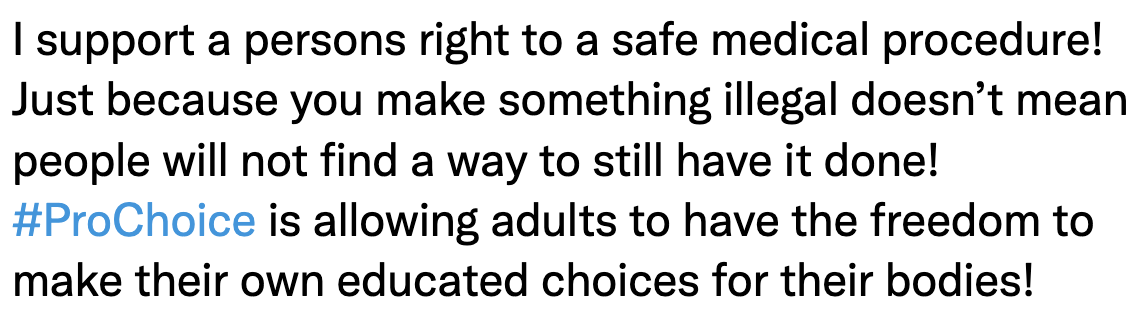 I support a persons right to a safe medical procedure!
Just because you make something illegal doesn’t mean
people will not find a way to still have it done!
#ProChoice is allowing adults to have the freedom to
make their own educated choices for their bodies!